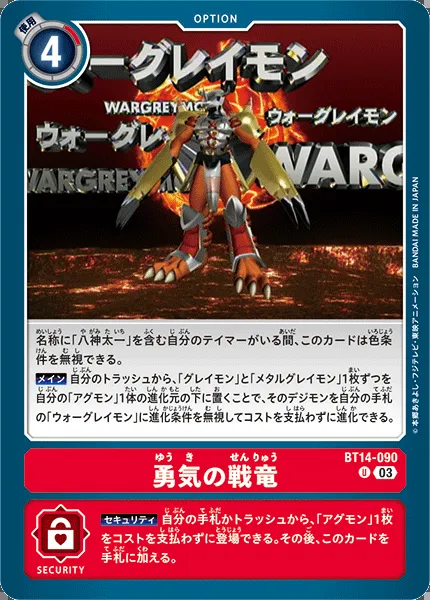 OPTION
使用
4
ーグレイモン
WARGREYMO
ウォーグレイモン
ウォーグレ
WARG
WARGREY
BANDAI MADE IN JAPAN
©本郷あきよし・フジテレビ・東映アニメーション
名称に「八神太一」を含む自分のテイマーがいる間、このカードは色条
件を無視できる。
メイン 自分のトラッシュから、「グレイモン」と「メタルグレイモン」1枚ずつを
自分の「アグモン」1体の進化元の下に置くことで、そのデジモンを自分の手札
の「ウォーグレイモン」に進化条件を無視してコストを支払わずに進化できる。
ゆうき せんりゅう
勇気の戦竜
BT14-090
U 03
セキュリティ 自分の手札かトラッシュから、「アグモン」1枚
をコストを支払わずに登場できる。その後、このカードを
手札に加える。
SECURITY